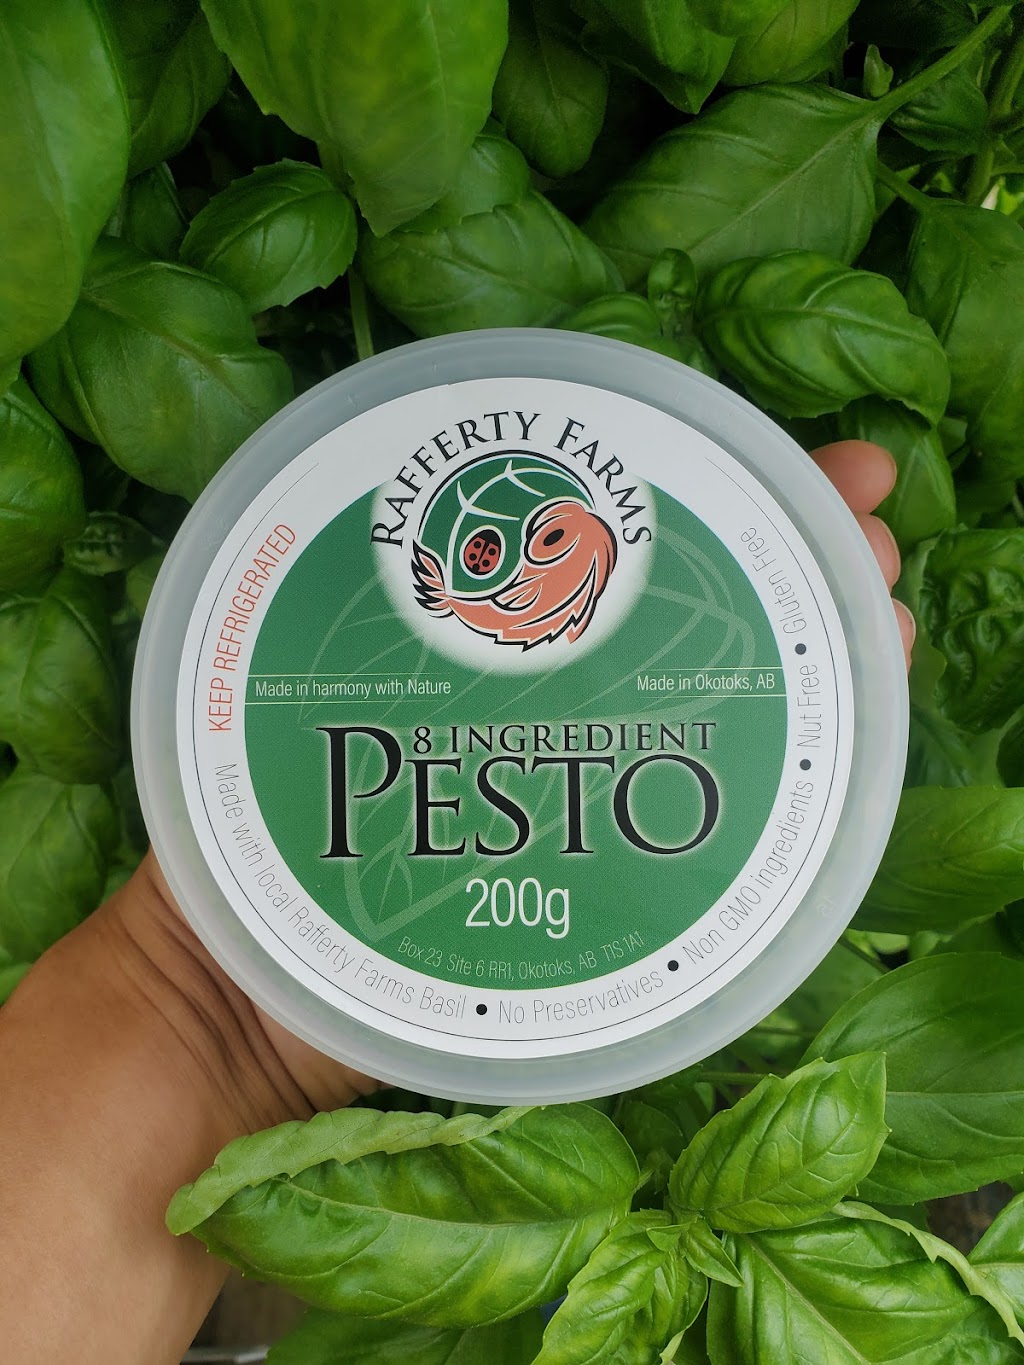 RAFFERTY FARMS
KEEP REFRIGERATED
Made in harmony with Nature
Made in Okotoks, AB
8 INGREDIENT
PESTO
200g
Box 23 Site 6 RR1, Okotoks, AB T1S 1A1
Made with local Rafferty Farms Basil • No Preservatives • Non GMO ingredients • Nut Free • Gluten Free